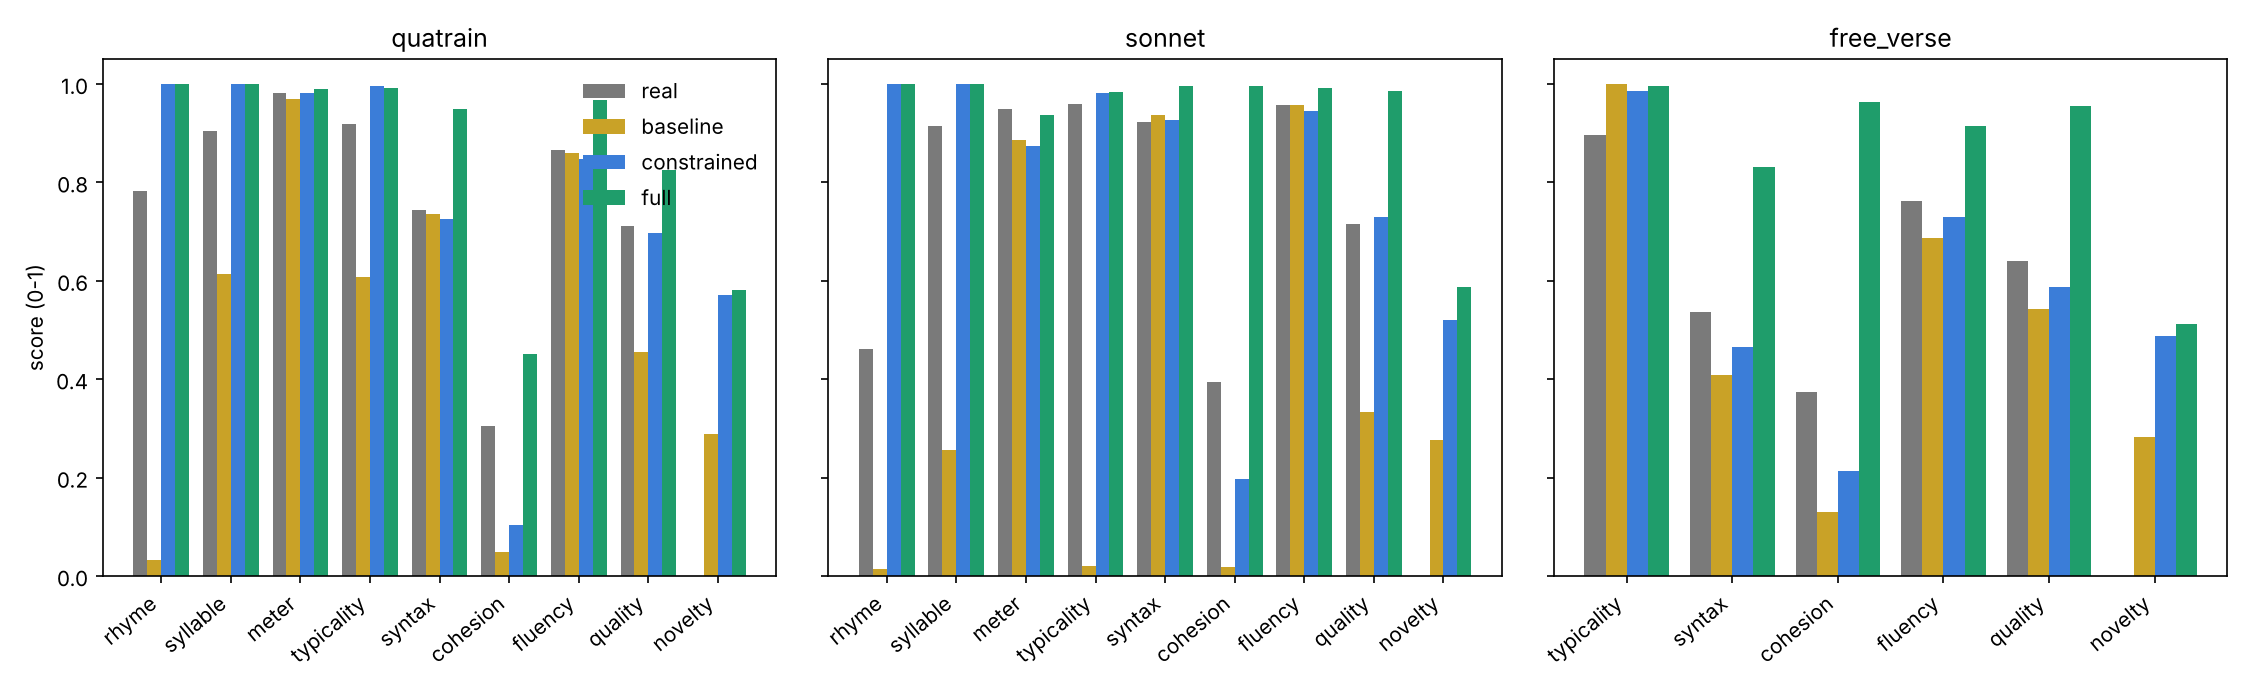 quatrain
sonnet
free_verse
score (0-1)
1.0
0.8
0.6
0.4
0.2
0.0
real
baseline
constrained
full
rhyme
syllable
meter
typicality
syntax
cohesion
fluency
quality
novelty
rhyme
syllable
meter
typicality
syntax
cohesion
fluency
quality
novelty
typicality
syntax
cohesion
fluency
quality
novelty